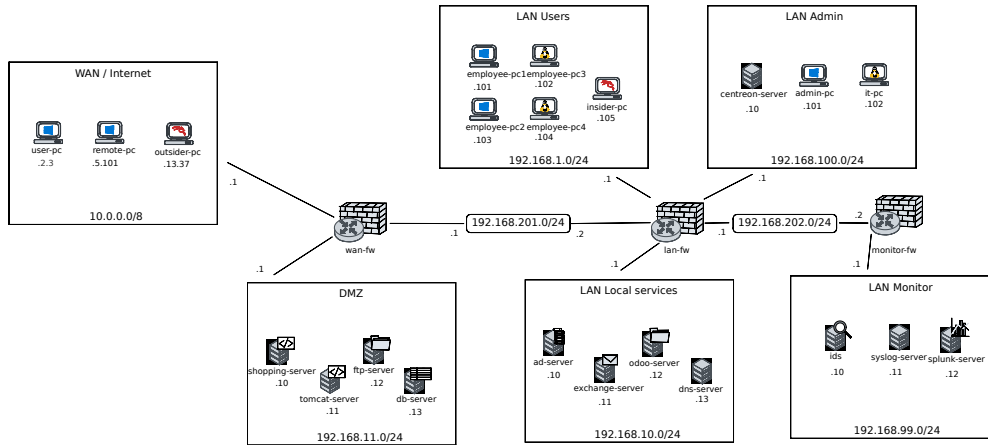 WAN / Internet
user-pc
.2.3
remote-pc
.5.101
outsider-pc
.13.37
10.0.0.0/8
LAN Users
employee-pc1
.101
employee-pc3
.102
employee-pc2
.103
employee-pc4
.104
insider-pc
.105
192.168.1.0/24
LAN Admin
centreon-server
.10
admin-pc
.101
it-pc
.102
192.168.100.0/24
.1
wan-fw
.1
.1
192.168.201.0/24
.2
lan-fw
.1
.1
.1
.1
192.168.202.0/24
.2
monitor-fw
.1
DMZ
shopping-server
.10
tomcat-server
.11
ftp-server
.12
db-server
.13
192.168.11.0/24
LAN Local services
ad-server
.10
exchange-server
.11
odoo-server
.12
dns-server
.13
192.168.10.0/24
LAN Monitor
ids
.10
syslog-server
.11
splunk-server
.12
192.168.99.0/24